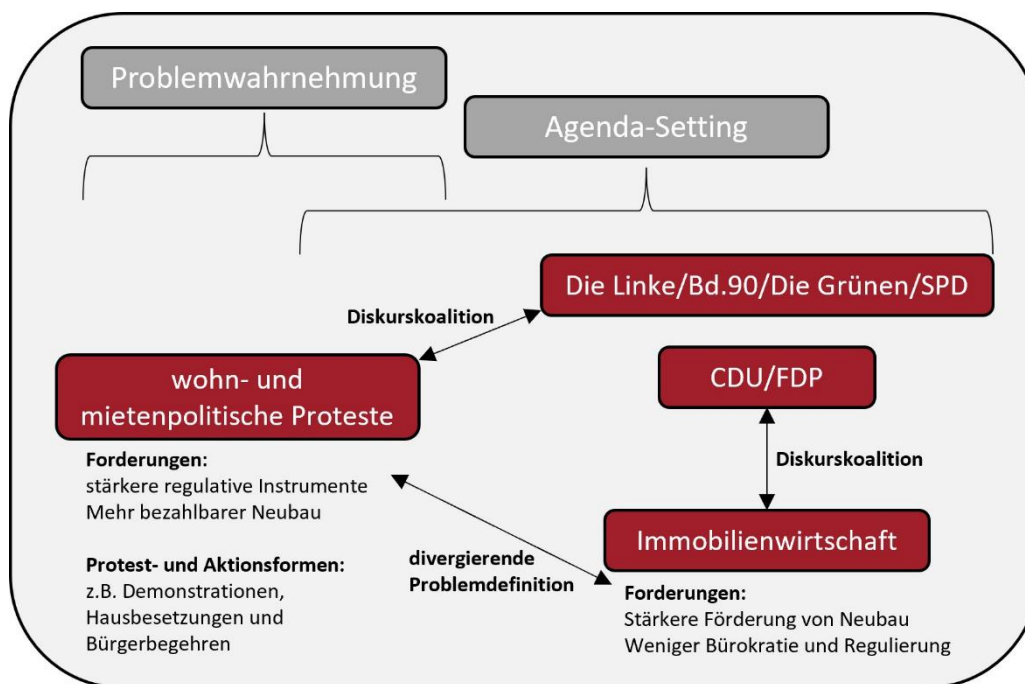 Problemwahrnehmung
Agenda-Setting
Die Linke/Bd.90/Die Grünen/SPD
Diskurskoalition
wohn- und
mietenpolitische Proteste
CDU/FDP
Forderungen:
stärkere regulative Instrumente
Mehr bezahlbarer Neubau
Diskurskoalition
Immobilienwirtschaft
divergierende
Problemdefinition
Protest- und Aktionsformen:
z.B. Demonstrationen,
Hausbesetzungen und
Bürgerbegehren
Forderungen:
Stärkere Förderung von Neubau
Weniger Bürokratie und Regulierung